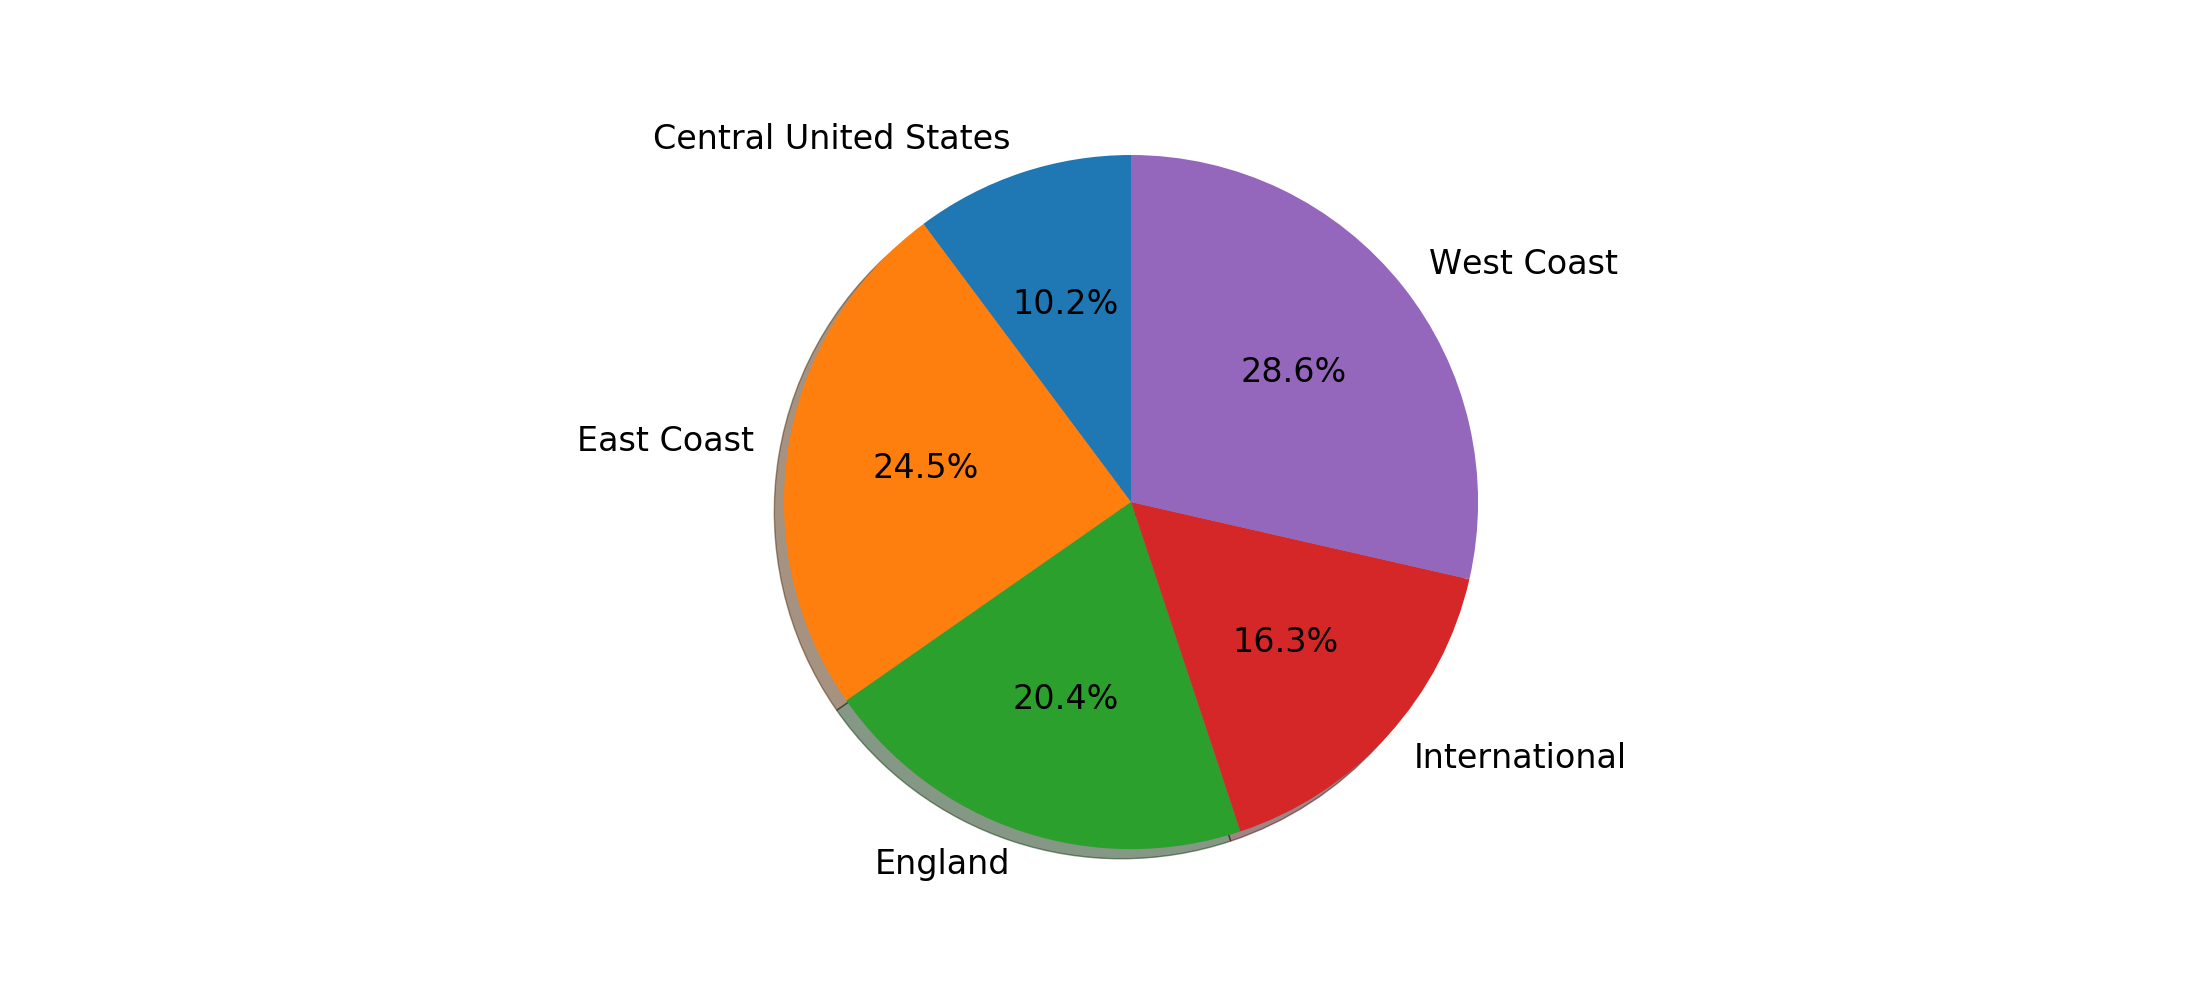 Central United States
West Coast
10.2%
28.6%
East Coast
24.5%
16.3%
20.4%
International
England